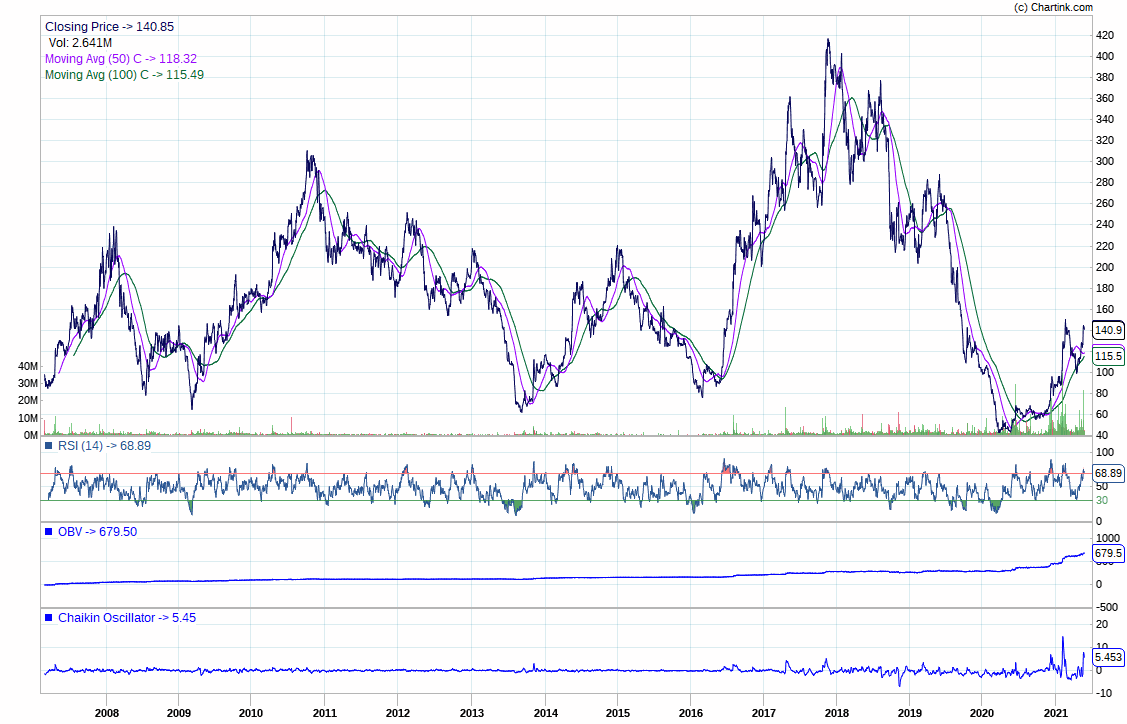 (c) Chartink.com
Closing Price -> 140.85
Vol: 2.641M
Moving Avg (50) C -> 118.32
Moving Avg (100) C -> 115.49
420
400
380
360
340
320
300
280
260
240
220
200
180
160
140.9
115.5
100
80
60
40
40M
30M
20M
10M
0M
RSI (14) -> 68.89
100
68.89
50
30
0
OBV -> 679.50
1000
679.5
0
-500
Chaikin Oscillator -> 5.45
20
10
5.453
0
-10
2008 2009 2010 2011 2012 2013 2014 2015 2016 2017 2018 2019 2020 2021